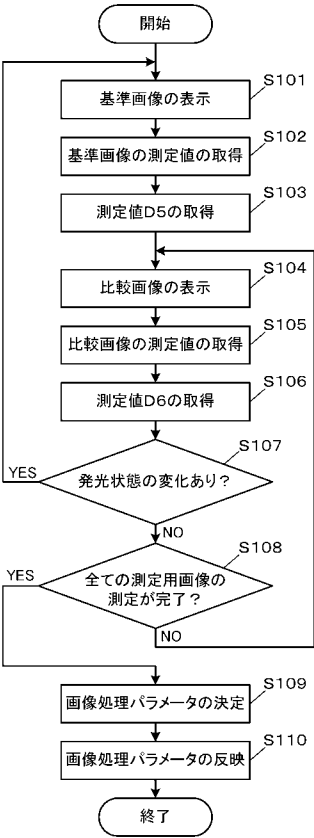 開始
S101
基準画像の表示
S102
基準画像の測定値の取得
S103
測定値D5の取得
S104
比較画像の表示
S105
比較画像の測定値の取得
S106
測定値D6の取得
S107
YES
発光状態の変化あり？
NO
S108
YES
全ての測定用画像の
測定が完了？
NO
S109
画像処理パラメータの決定
S110
画像処理パラメータの反映
終了